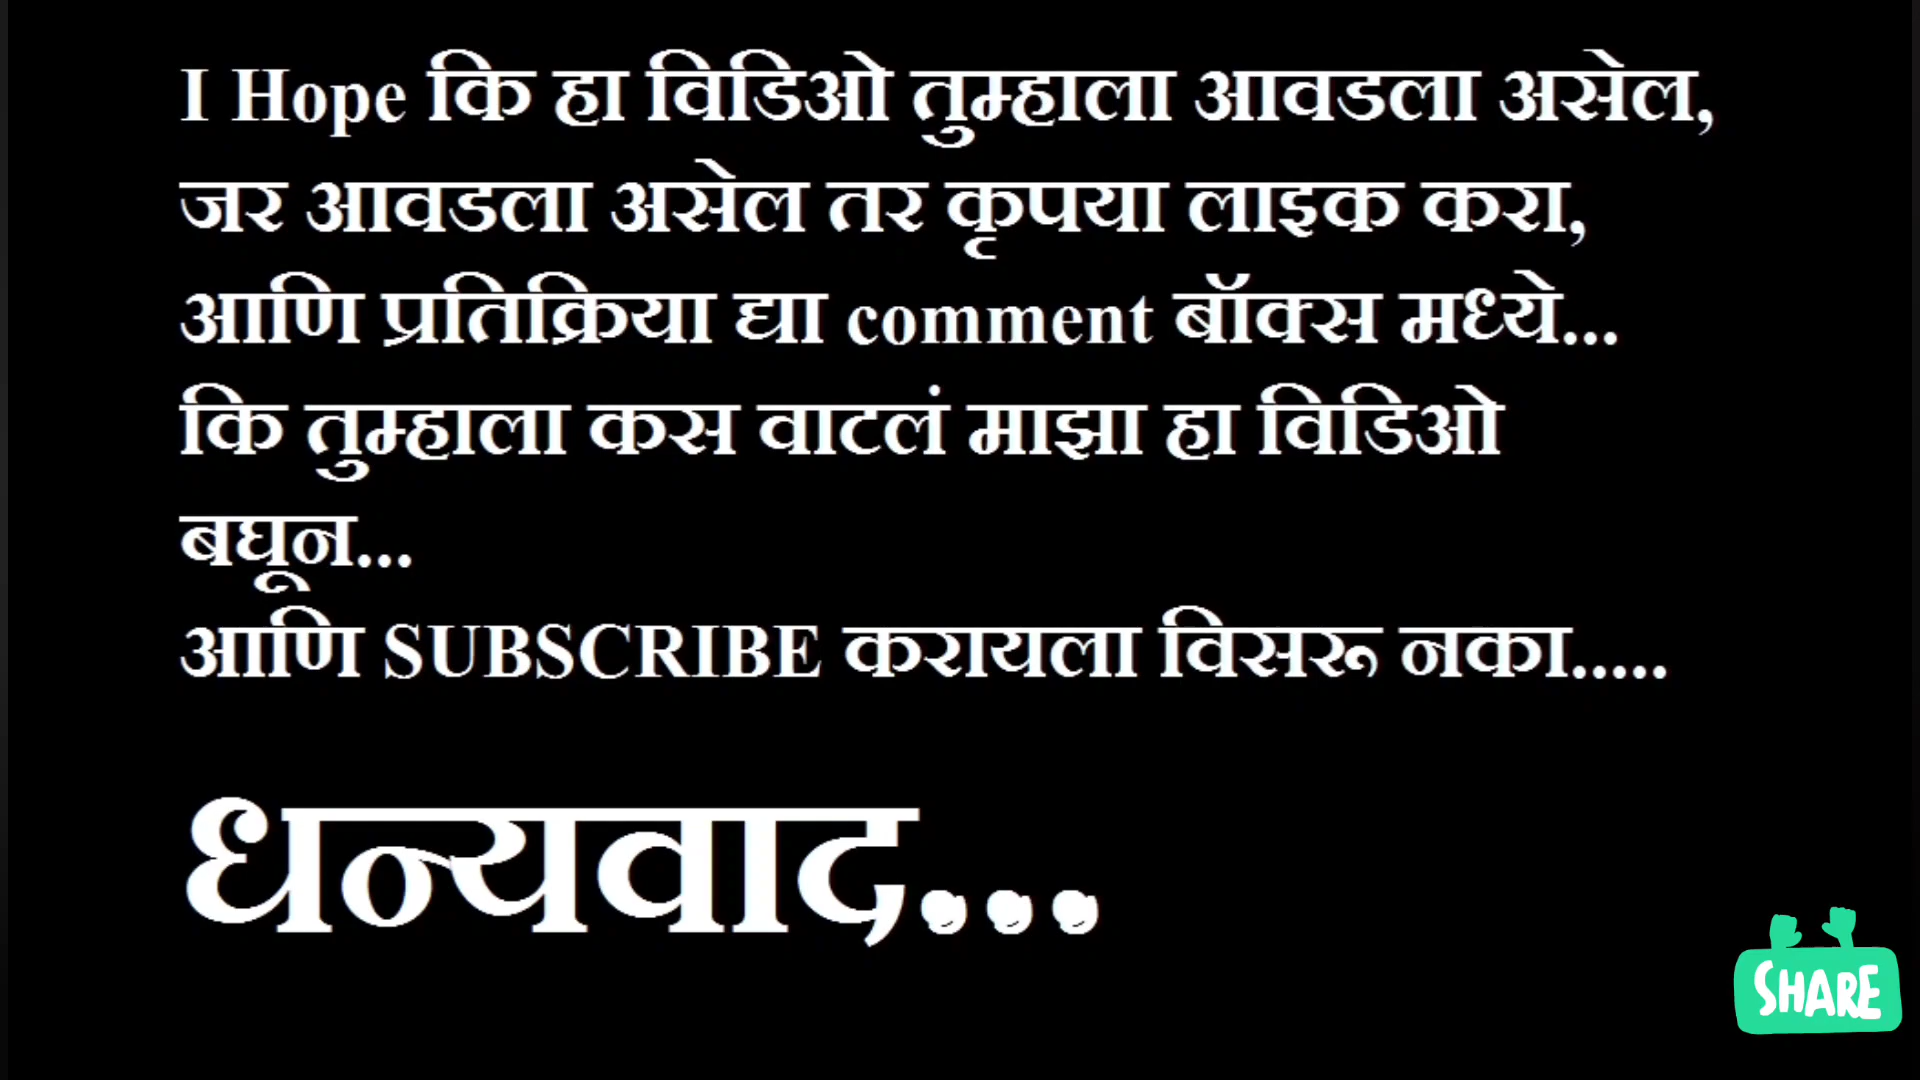 I Hope कि हा विडिओ तुम्हाला आवडला असेल,
जर आवडला असेल तर कृपया लाइक करा,
आणि प्रतिक्रिया द्या comment बॉक्स मध्ये...
कि तुम्हाला कस वाटलं माझा हा विडिओ
बघून...
आणि SUBSCRIBE करायला विसरू नका.....
धन्यवाद...
SHARE